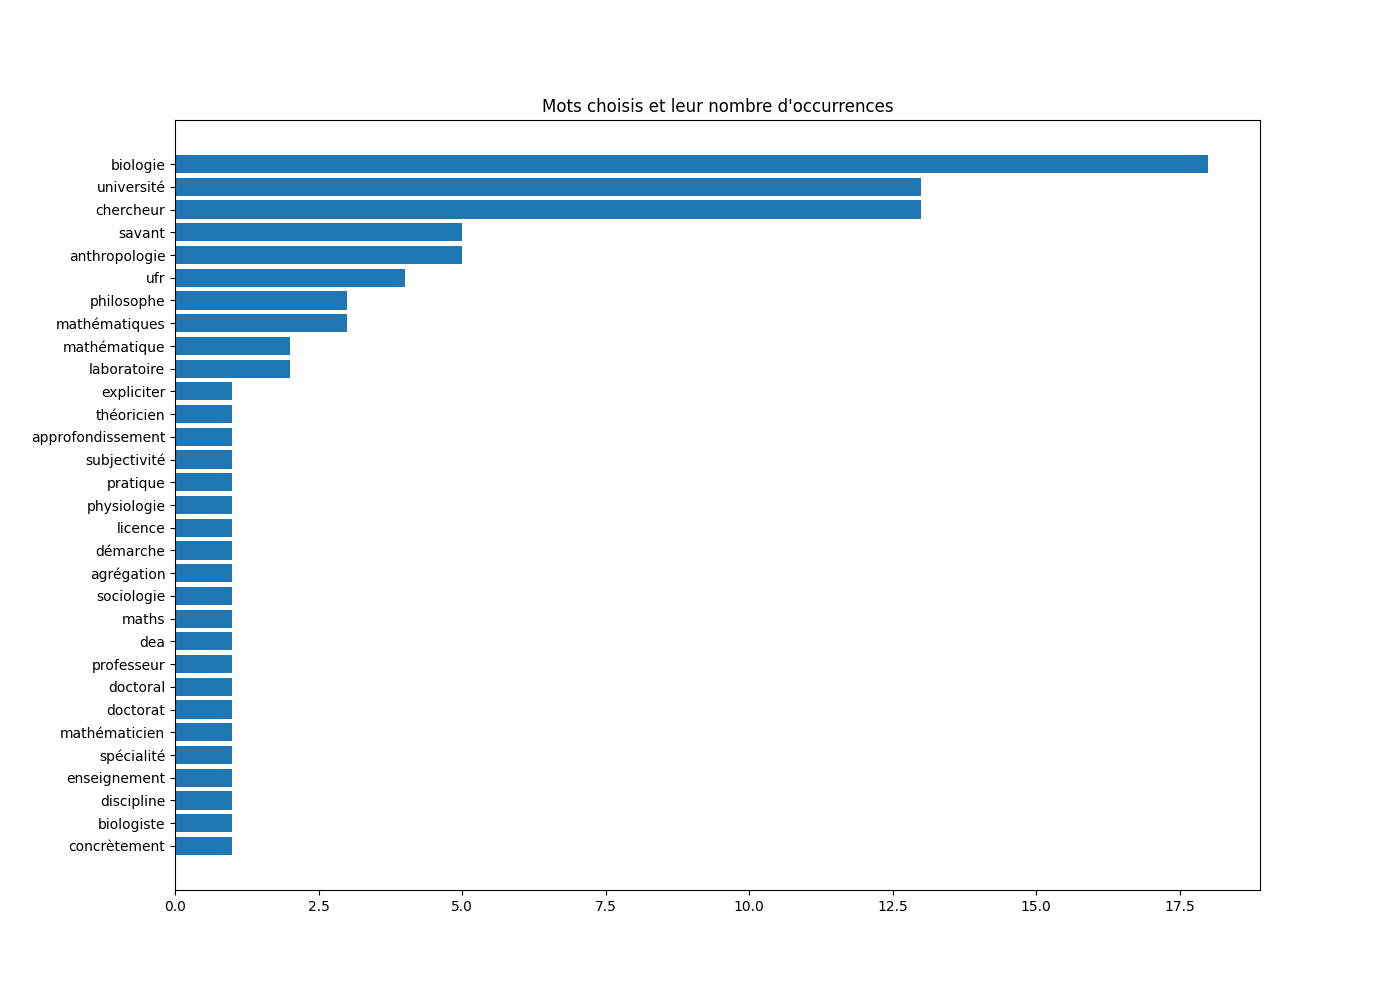 Mots choisis et leur nombre d'occurrences
biologie
université
chercheur
savant
anthropologie
ufr
philosophe
mathématiques
mathématique
laboratoire
expliciter
théoricien
approfondissement
subjectivité
pratique
physiologie
licence
démarche
agrégation
sociologie
maths
dea
professeur
doctoral
doctorat
mathématicien
spécialité
enseignement
discipline
biologiste
concrètement
0.0 2.5 5.0 7.5 10.0 12.5 15.0 17.5